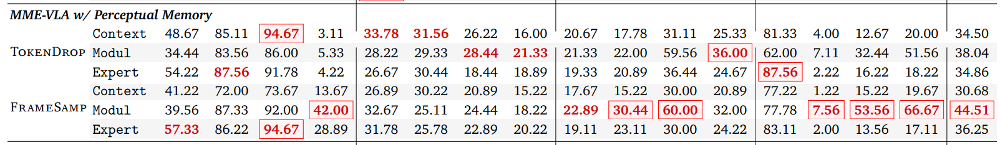 MME-VLA w/ Perceptual Memory
Context 48.67 85.11 94.67 3.11 33.78 31.56 26.22 16.00 20.67 17.78 31.11 25.33 81.33 4.00 12.67 20.00 34.50
TOKENDROP Modul 34.44 83.56 86.00 5.33 28.22 29.33 28.44 21.33 21.33 22.00 59.56 36.00 62.00 7.11 32.44 51.56 38.04
Expert 54.22 87.56 91.78 4.22 26.67 30.44 18.44 18.89 19.33 20.89 36.44 24.67 87.56 2.22 16.22 18.22 34.86
Context 41.22 72.00 73.67 13.67 26.89 30.22 20.89 15.22 17.67 15.22 30.00 20.89 77.22 1.22 15.22 19.67 30.68
FRAMESAMP Modul 39.56 87.33 92.00 42.00 32.67 25.11 24.44 18.22 22.89 30.44 60.00 32.00 77.78 7.56 53.56 66.67 44.51
Expert 57.33 86.22 94.67 28.89 31.78 25.78 22.89 20.22 19.11 23.11 30.00 24.22 83.11 2.00 13.56 17.11 36.25